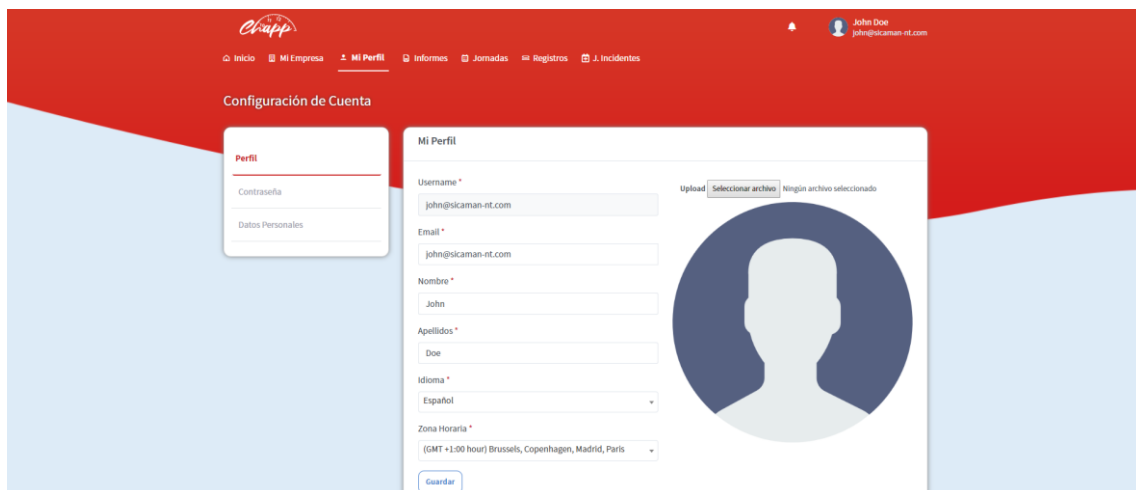 Chapp
John Doe
john@sicaman-nt.com
Inicio Mi Empresa Mi Perfil Informes Jornadas Registros J. Incidentes
Configuración de Cuenta
Perfil
Contraseña
Datos Personales
Mi Perfil
Username *
john@sicaman-nt.com
Email *
john@sicaman-nt.com
Nombre *
John
Apellidos *
Doe
Idioma *
Español
Zona Horaria *
(GMT +1:00 hour) Brussels, Copenhagen, Madrid, Paris
Guardar
Upload Seleccionar archivo Ningún archivo seleccionado